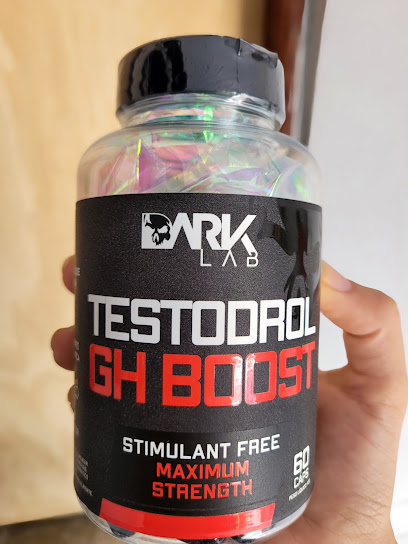 DARK
LAB
TESTODROL
GH BOOST
STIMULANT FREE
MAXIMUM
STRENGTH
60
CAPS